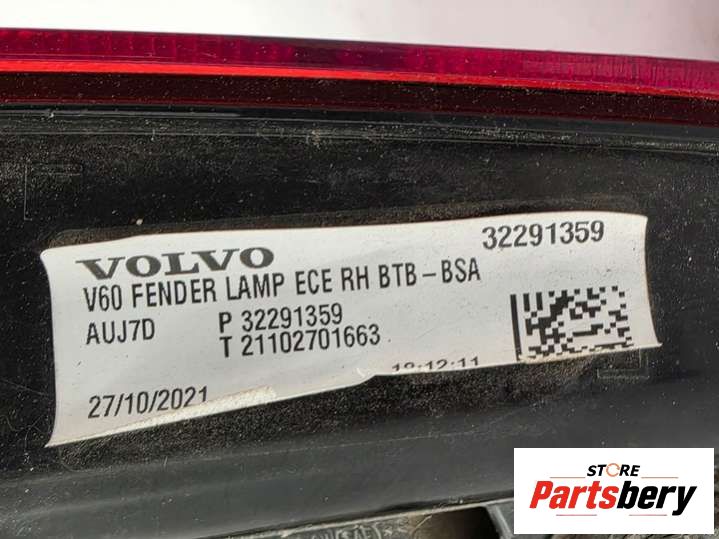 VOLVO 32291359
V60 FENDER LAMP ECE RH BTB-BSA
AUJ7D P 32291359
T 21102701663
27/10/2021
STORE
Partsbery